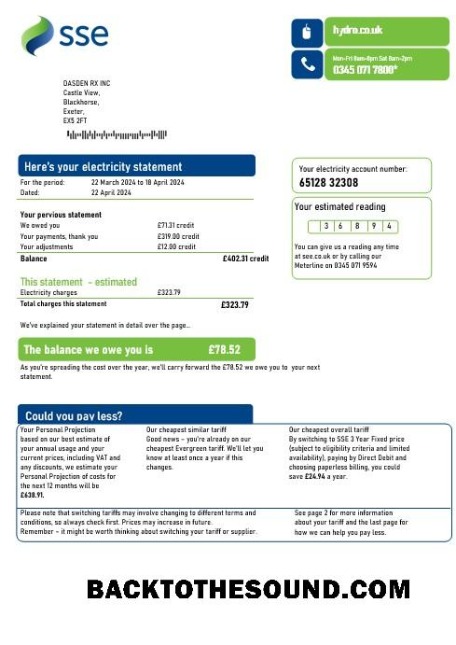 sse
hydro.co.uk
Mon-Fri 8am-8pm Sat 8am-2pm
0345 071 7800*
DASDEN RX INC
Castle View,
Blackhorse,
Exeter,
EX5 2FT
Here's your electricity statement
For the period: 22 March 2024 to 18 April 2024
Dated: 22 April 2024
Your electricity account number:
65128 32308
Your pervious statement
We owed you £71.31 credit
Your payments, thank you £319.00 credit
Your adjustments £12.00 credit
Balance £402.31 credit
Your estimated reading
3 6 8 9 4
You can give us a reading any time
at see.co.uk or by calling our
Meterline on 0345 071 9594
This statement - estimated
Electricity charges £323.79
Total charges this statement £323.79
We've explained your statement in detail over the page..
The balance we owe you is £78.52
As you're spreading the cost over the year, we'll carry forward the £78.52 we owe you to your next
statement.
Could you pay less?
Your Personal Projection
based on our best estimate of
your annual usage and your
current prices, including VAT and
any discounts, we estimate your
Personal Projection of costs for
the next 12 months will be
£638.91.
Our cheapest similar tariff
Good news - you're already on our
cheapest Evergreen tariff. We'll let you
know at least once a year if this
changes.
Our cheapest overall tariff
By switching to SSE 3 Year Fixed price
(subject to eligibility criteria and limited
availability), paying by Direct Debit and
choosing paperless billing, you could
save £24.94 a year.
Please note that switching tariffs may involve changing to different terms and
conditions, so always check first. Prices may increase in future.
Remember - it might be worth thinking about switching your tariff or supplier.
See page 2 for more information
about your tariff and the last page for
how we can help you pay less.
BACKTOTHESOUND.COM